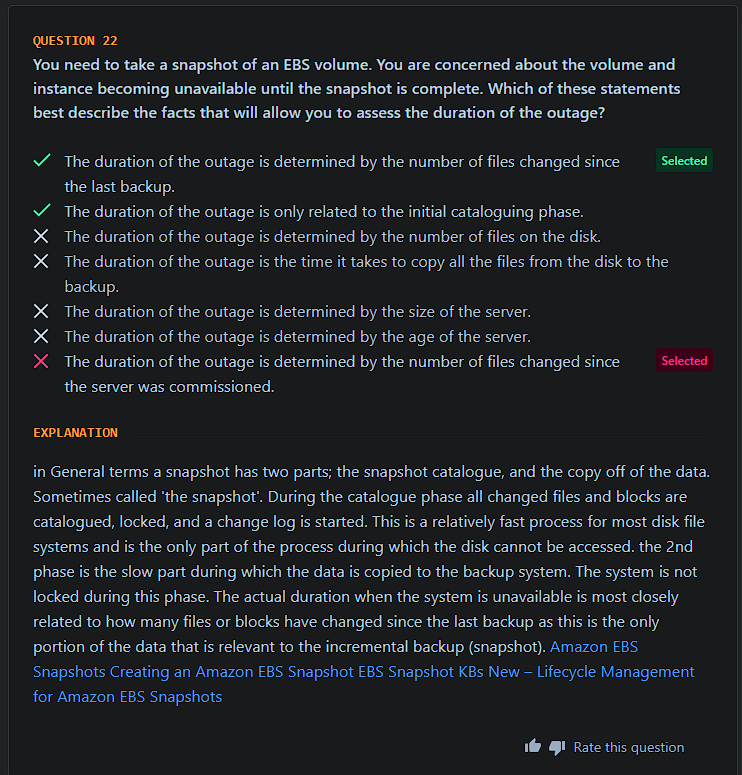 QUESTION 22
You need to take a snapshot of an EBS volume. You are concerned about the volume and
instance becoming unavailable until the snapshot is complete. Which of these statements
best describe the facts that will allow you to assess the duration of the outage?
The duration of the outage is determined by the number of files changed since
the last backup.
Selected
The duration of the outage is only related to the initial cataloguing phase.
The duration of the outage is determined by the number of files on the disk.
The duration of the outage is the time it takes to copy all the files from the disk to the
backup.
The duration of the outage is determined by the size of the server.
The duration of the outage is determined by the age of the server.
The duration of the outage is determined by the number of files changed since
the server was commissioned.
Selected
EXPLANATION
in General terms a snapshot has two parts; the snapshot catalogue, and the copy off of the data.
Sometimes called 'the snapshot'. During the catalogue phase all changed files and blocks are
catalogued, locked, and a change log is started. This is a relatively fast process for most disk file
systems and is the only part of the process during which the disk cannot be accessed. the 2nd
phase is the slow part during which the data is copied to the backup system. The system is not
locked during this phase. The actual duration when the system is unavailable is most closely
related to how many files or blocks have changed since the last backup as this is the only
portion of the data that is relevant to the incremental backup (snapshot). Amazon EBS
Snapshots Creating an Amazon EBS Snapshot EBS Snapshot KBs New – Lifecycle Management
for Amazon EBS Snapshots
Rate this question